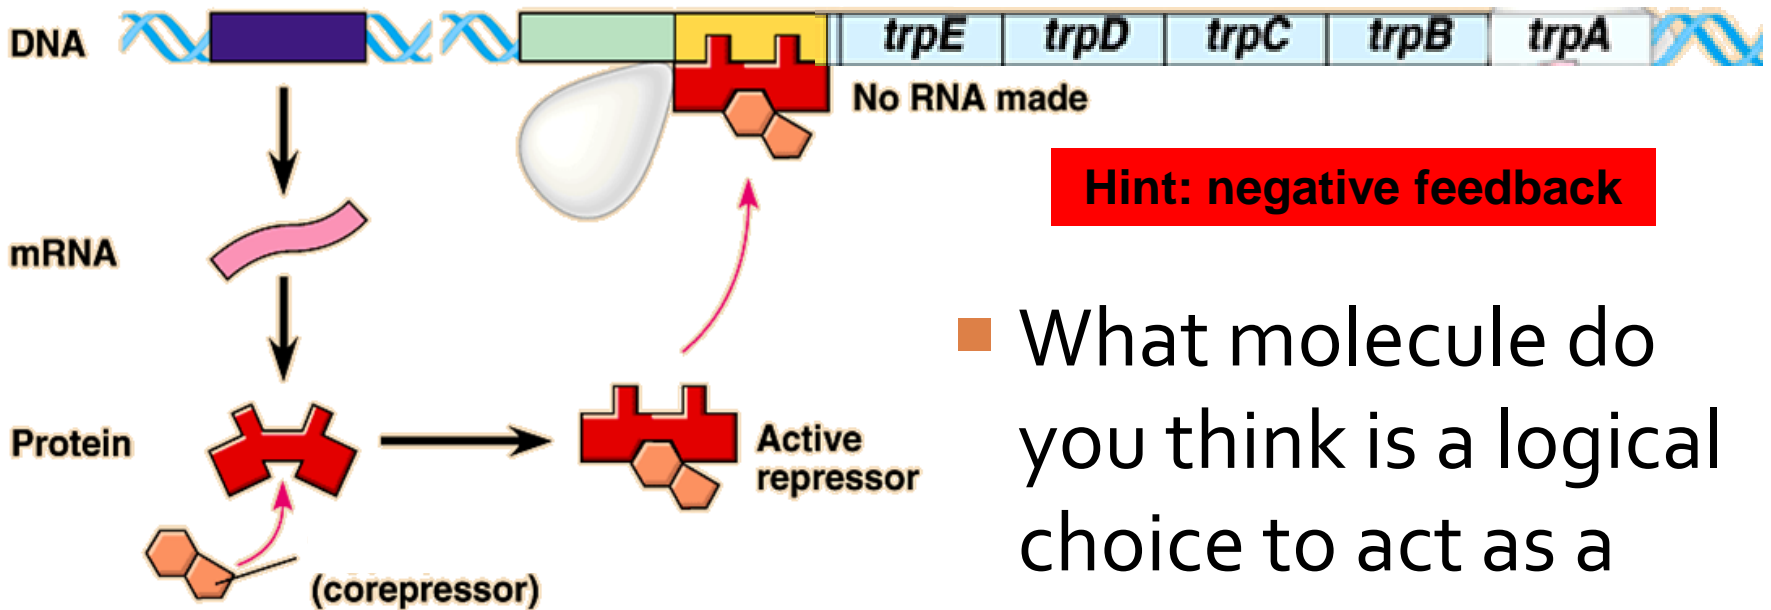 DNA
trpE trpD trpC trpB trpA
No RNA made
Hint: negative feedback
mRNA
What molecule do
you think is a logical
choice to act as a
Protein
Active
repressor
(corepressor)